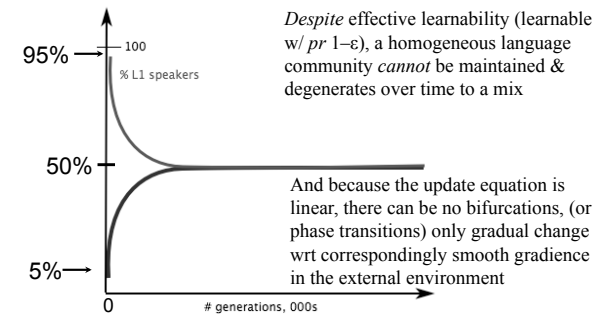 Despite effective learnability (learnable
w/ pr 1–ε), a homogeneous language
community cannot be maintained &
degenerates over time to a mix
95%
100
% L1 speakers
50%
And because the update equation is
linear, there can be no bifurcations, (or
phase transitions) only gradual change
wrt correspondingly smooth gradience
in the external environment
5%
0
# generations, 000s